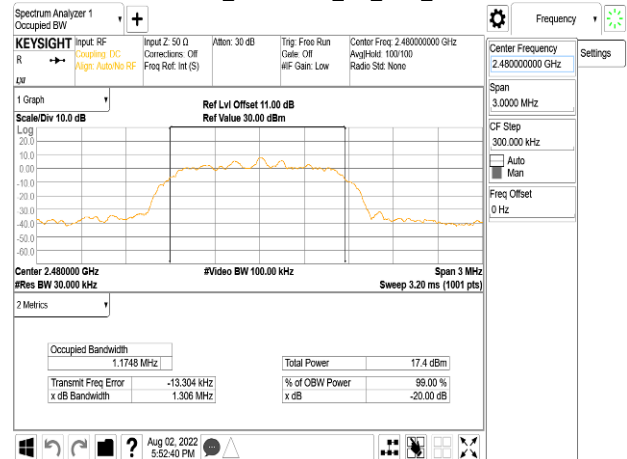 Spectrum Analyzer 1
Occupied BW
Frequency
KEYSIGHT
R
Input: RF
Coupling: DC
Align: Auto/No RF
Input Z: 50 Ω
Corrections: Off
Freq Ref: Int (S)
Atten: 30 dB
Trig: Free Run
Gate: Off
#IF Gain: Low
Center Freq: 2.480000000 GHz
Avg|Hold: 100/100
Radio Std: None
Center Frequency
2.480000000 GHz
Settings
Span
3.0000 MHz
CF Step
300.000 kHz
Auto
Man
Freq Offset
0 Hz
1 Graph
Scale/Div 10.0 dB
Ref Lvl Offset 11.00 dB
Ref Value 30.00 dBm
Log
20.0
10.0
0.00
-10.0
-20.0
-30.0
-40.0
-50.0
-60.0
Center 2.480000 GHz
#Video BW 100.00 kHz
Span 3 MHz
#Res BW 30.000 kHz
Sweep 3.20 ms (1001 pts)
2 Metrics
Occupied Bandwidth
1.1748 MHz
Total Power 17.4 dBm
Transmit Freq Error -13.304 kHz
% of OBW Power 99.00 %
x dB Bandwidth 1.306 MHz
x dB -20.00 dB
?
Aug 02, 2022
5:52:40 PM